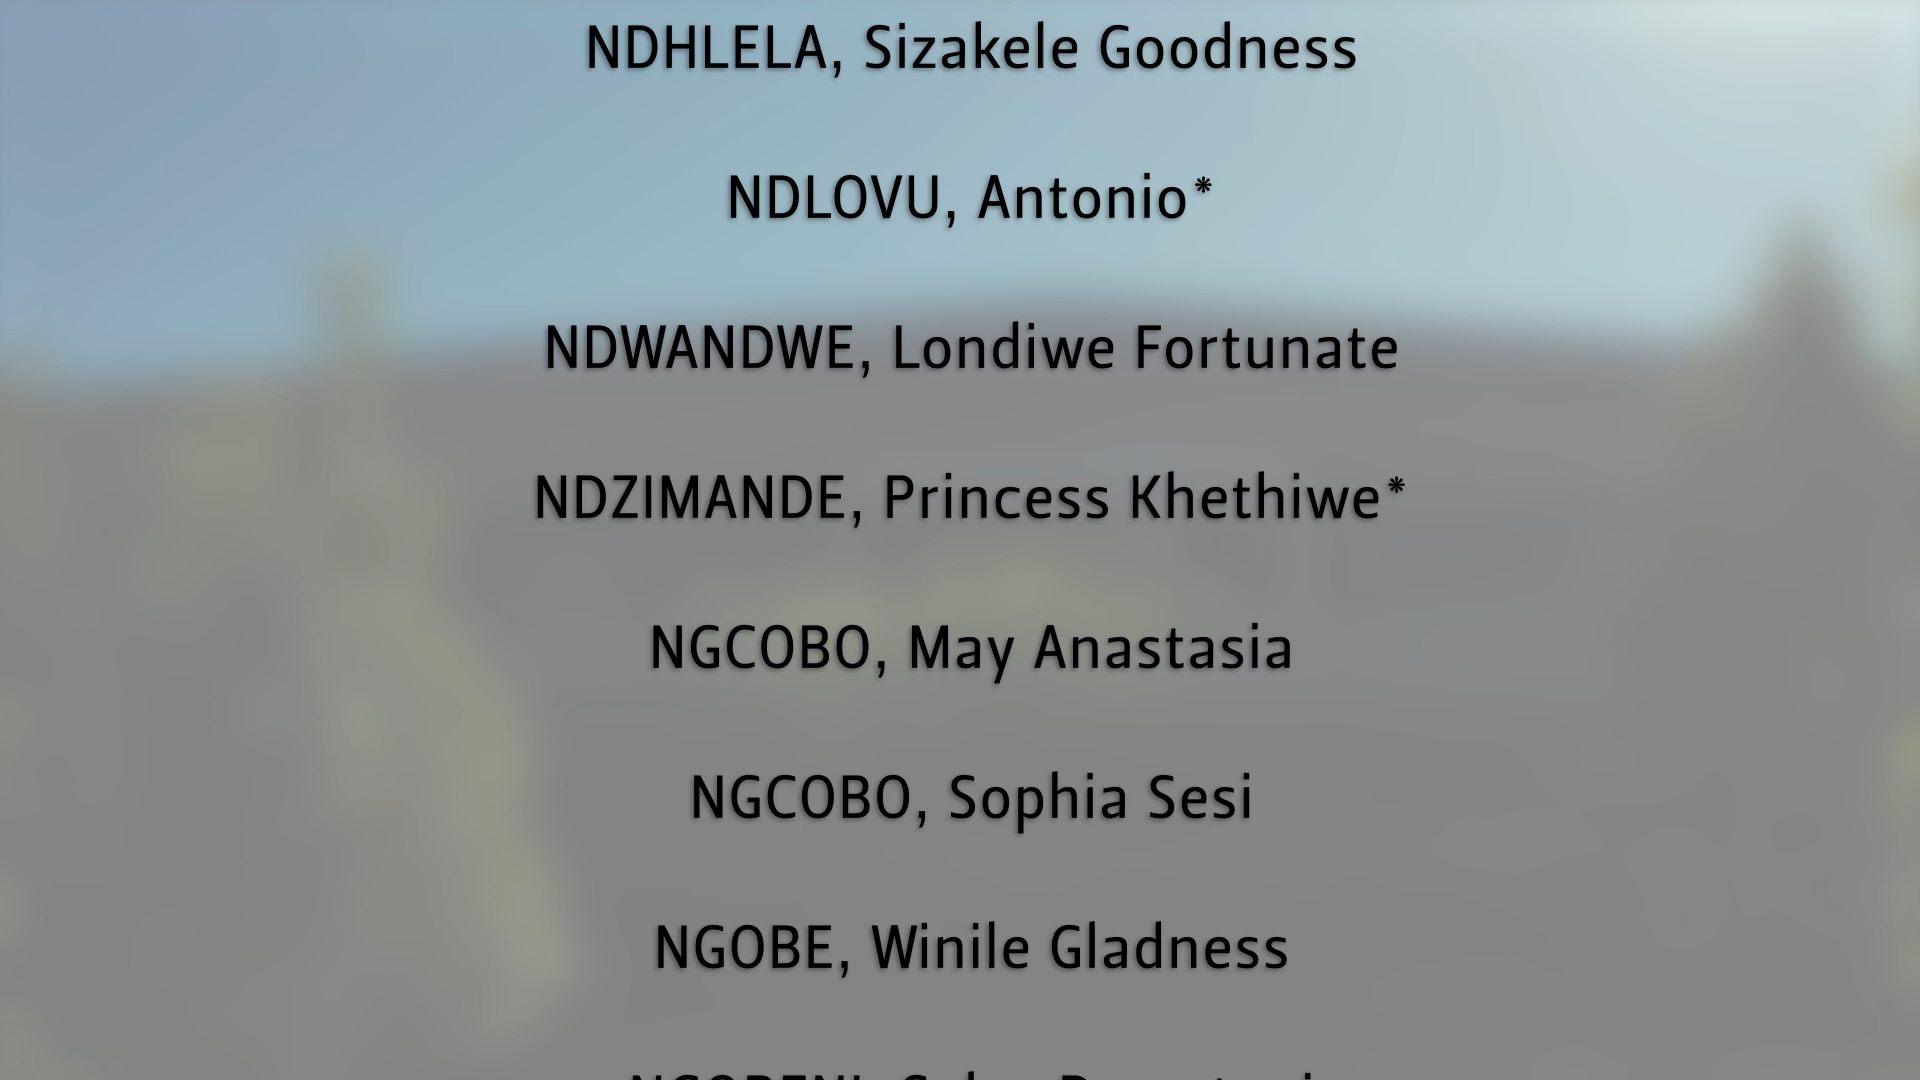 NDHLELA, Sizakele Goodness
NDLOVU, Antonio*
NDWANDWE, Londiwe Fortunate
NDZIMANDE, Princess Khethiwe*
NGCOBO, May Anastasia
NGCOBO, Sophia Sesi
NGOBE, Winile Gladness